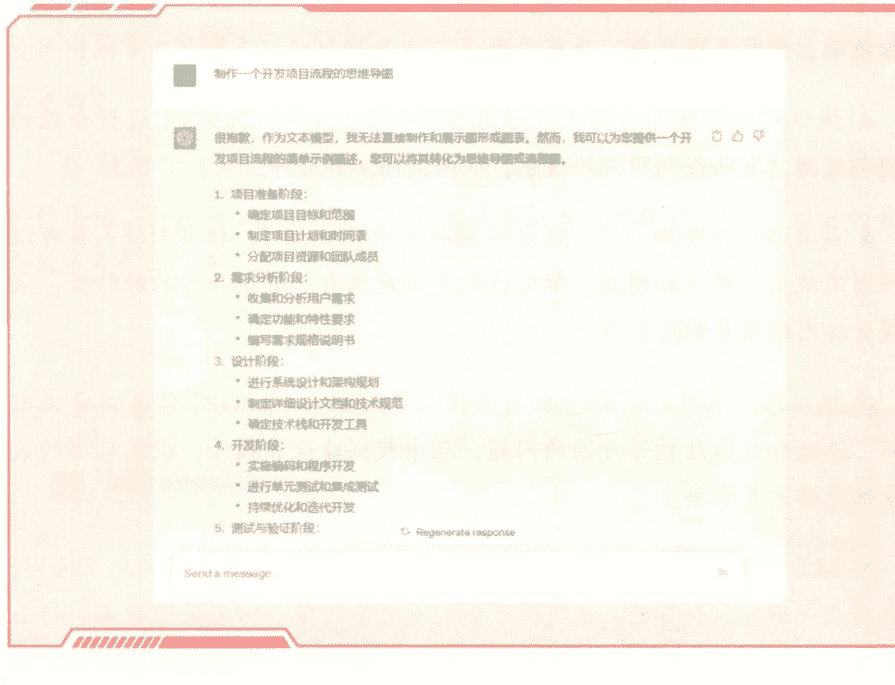 制作一个开发项目流程的思维导图
很抱歉，作为文本模型，我无法直接制作和展示图形或图表。然而，我可以为您提供一个开
发项目流程的简单示例描述，您可以将其转化为思维导图或流程图。
1. 项目准备阶段：
• 确定项目目标和范围
• 制定项目计划和时间表
• 分配项目资源和团队成员
2. 需求分析阶段：
• 收集和分析用户需求
• 确定功能和特性要求
• 编写需求规格说明书
3. 设计阶段：
• 进行系统设计和架构规划
• 制定详细设计文档和技术规范
• 确定技术栈和开发工具
4. 开发阶段：
• 实施编码和程序开发
• 进行单元测试和集成测试
• 持续优化和迭代开发
5. 测试与验证阶段：
Regenerate response
Send a message.